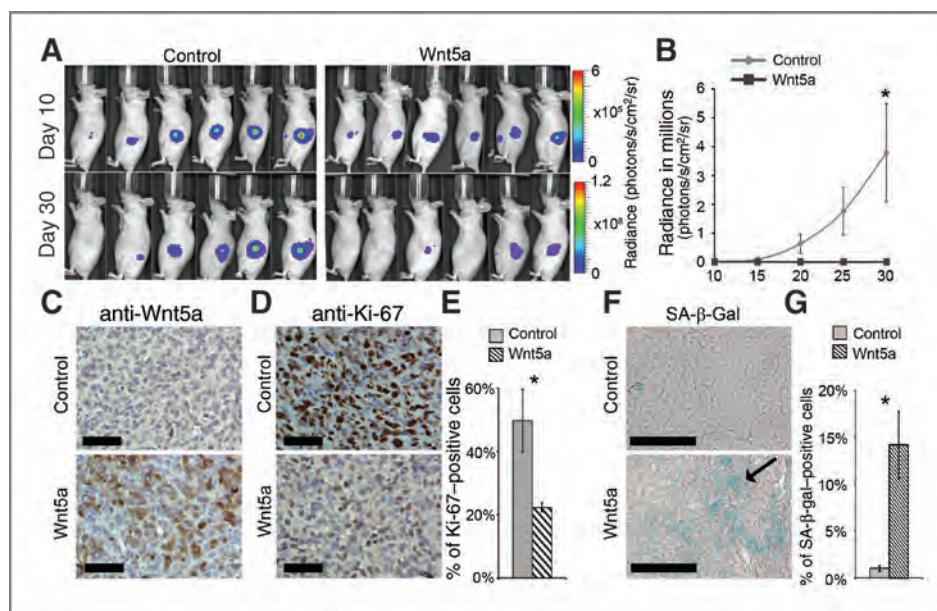 A
Control
Wnt5a
Day 10
Day 30
6
x10⁵
0
1.2
x10⁸
0
Radiance (photons/s/cm²/sr)
B
Control
Wnt5a
Radiance in millions
(photons/s/cm²/sr)
6
5
4
3
2
1
0
*
10 15 20 25 30
C
anti-Wnt5a
Control
Wnt5a
D
anti-Ki-67
Control
Wnt5a
E
Control
Wnt5a
% of Ki-67–positive cells
60%
40%
20%
0%
*
F
SA-β-Gal
Control
Wnt5a
G
Control
Wnt5a
% of SA-β-gal–positive cells
20%
15%
10%
5%
0%
*